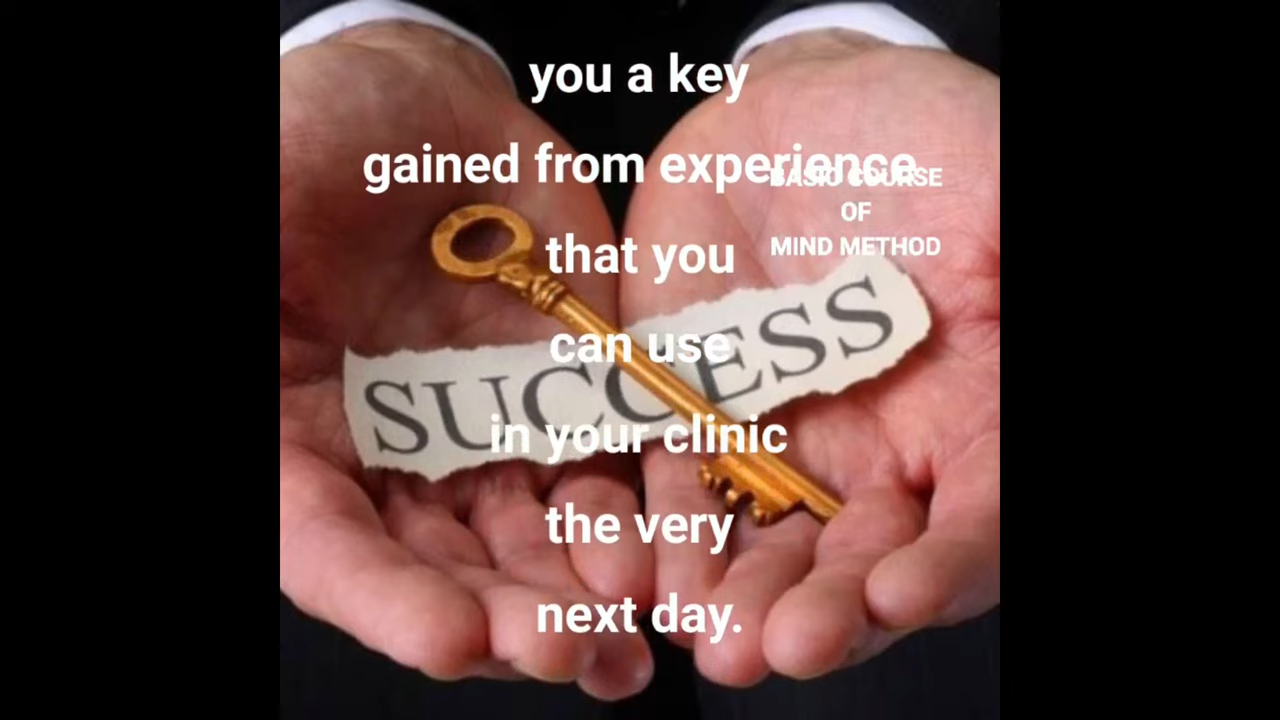 you a key
gained from experience
that you
can use
in your clinic
the very
next day.
BASIC COURSE
OF
MIND METHOD
SUCCESS